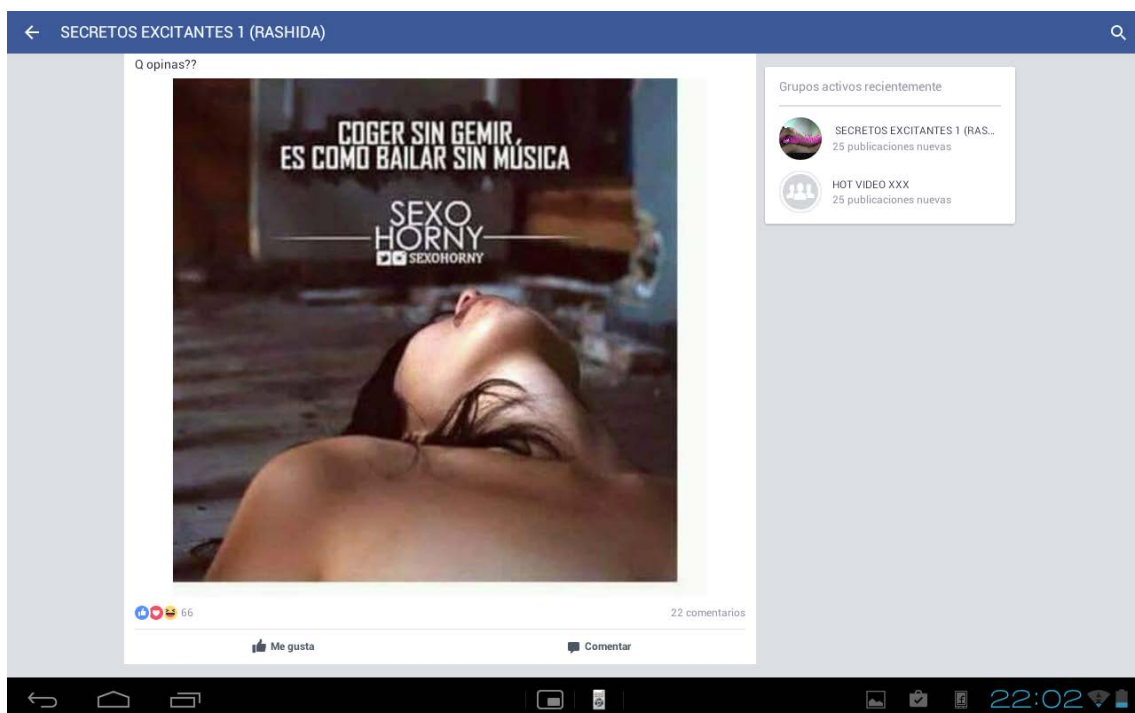 SECRETOS EXCITANTES 1 (RASHIDA)
Q opinas??
COGER SIN GEMIR,
ES COMO BAILAR SIN MÚSICA
SEXO
HORNY
SEXOHORNY
66
22 comentarios
Me gusta
Comentar
Grupos activos recientemente
SECRETOS EXCITANTES 1 (RAS...
25 publicaciones nuevas
HOT VIDEO XXX
25 publicaciones nuevas
22:02